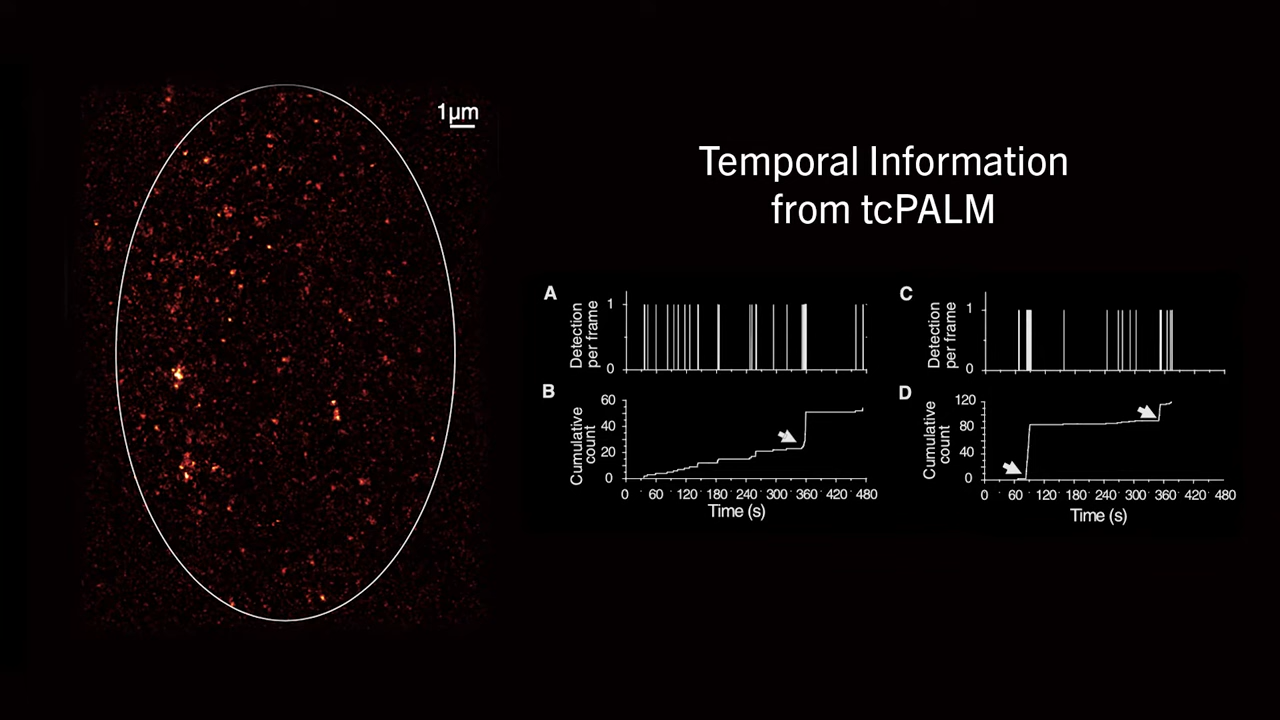 1µm
Temporal Information
from tcPALM
A
Detection
per frame
1
0
B
Cumulative
count
60
40
20
0
0 60 120 180 240 300 360 420 480
Time (s)
C
Detection
per frame
1
0
D
Cumulative
count
120
80
40
0
0 60 120 180 240 300 360 420 480
Time (s)